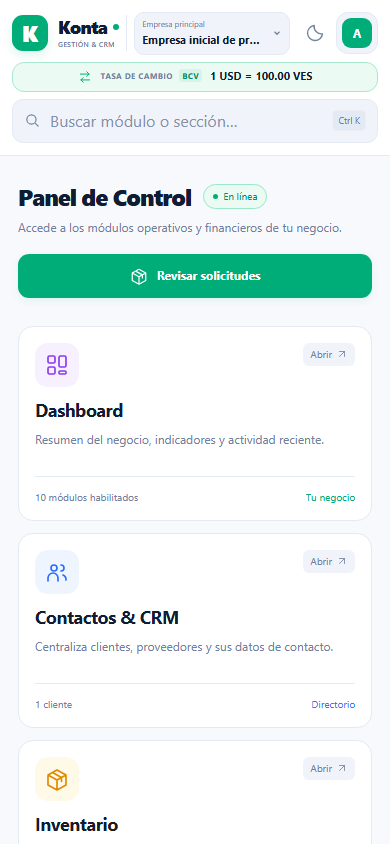 K
Konta
GESTIÓN & CRM
Empresa principal
Empresa inicial de pr...
A
TASA DE CAMBIO BCV 1 USD = 100.00 VES
Buscar módulo o sección... Ctrl K
Panel de Control
En línea
Accede a los módulos operativos y financieros de tu negocio.
Revisar solicitudes
Abrir
Dashboard
Resumen del negocio, indicadores y actividad reciente.
10 módulos habilitados Tu negocio
Abrir
Contactos & CRM
Centraliza clientes, proveedores y sus datos de contacto.
1 cliente Directorio
Abrir
Inventario